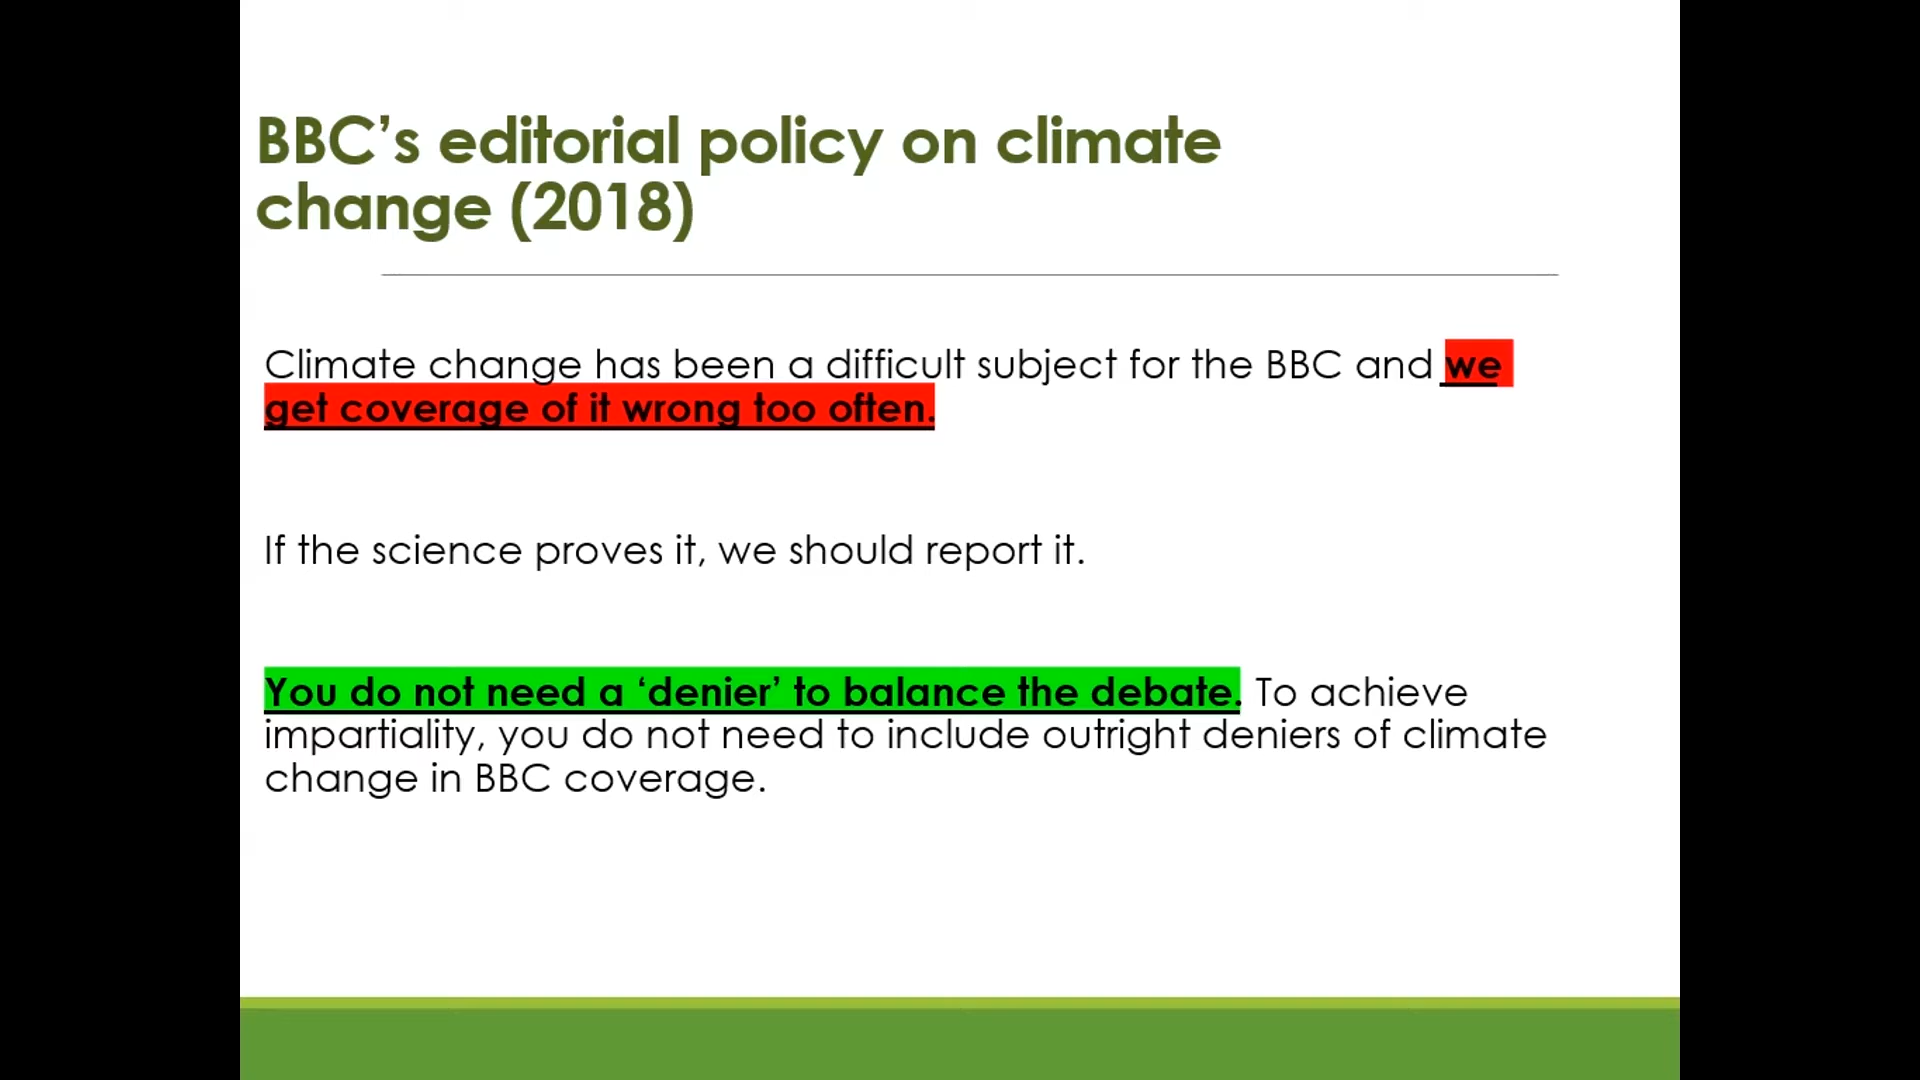 BBC’s editorial policy on climate
change (2018)
Climate change has been a difficult subject for the BBC and we
get coverage of it wrong too often.
If the science proves it, we should report it.
You do not need a ‘denier’ to balance the debate. To achieve
impartiality, you do not need to include outright deniers of climate
change in BBC coverage.